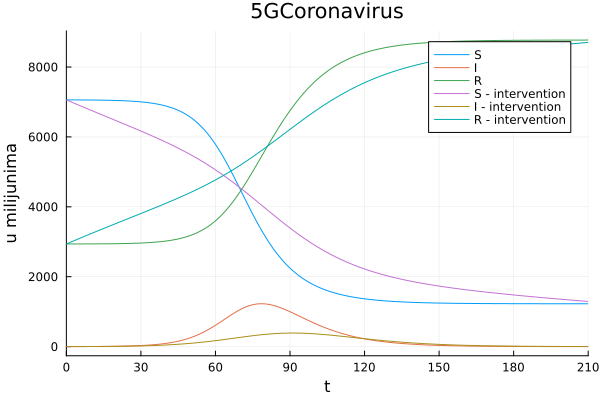 5GCoronavirus
u milijunima
8000
6000
4000
2000
0
0 30 60 90 120 150 180 210
t
S
I
R
S - intervention
I - intervention
R - intervention